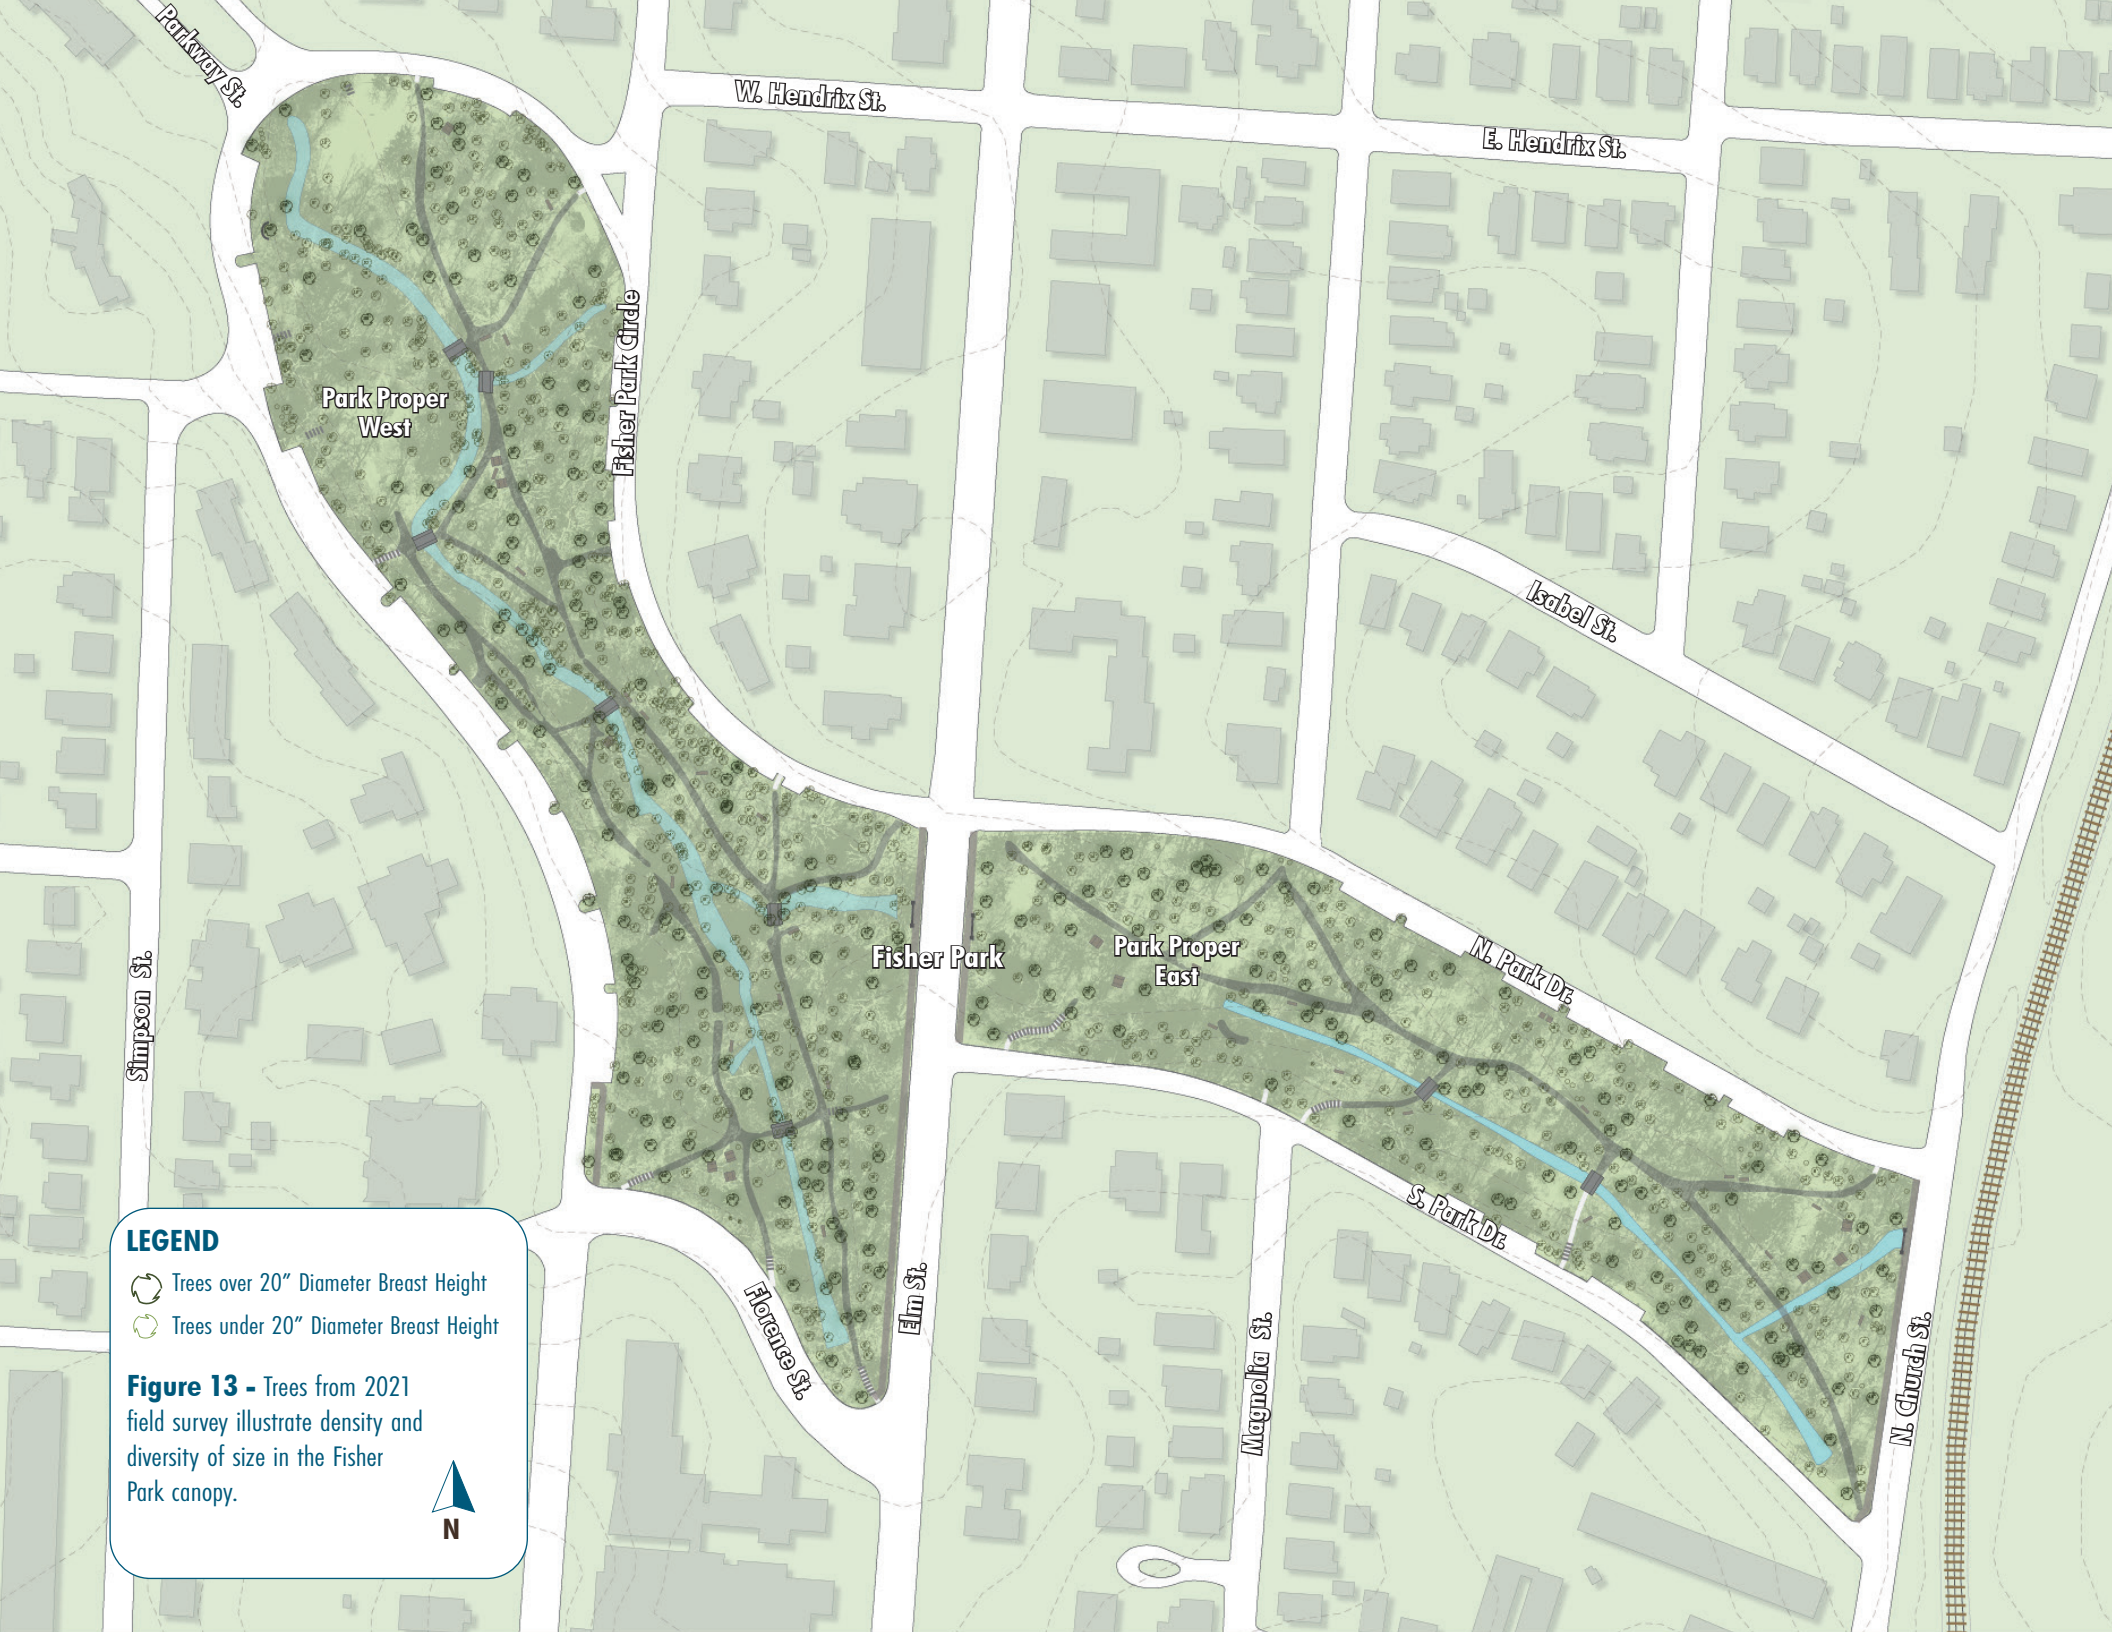 Parkway St.
W. Hendrix St.
E. Hendrix St.
Fisher Park Circle
Park Proper
West
Isabel St.
Fisher Park
Park Proper
East
N. Park Dr.
Simpson St.
S. Park Dr.
Elm St.
Florence St.
Magnolia St.
N. Church St.
LEGEND
Trees over 20” Diameter Breast Height
Trees under 20” Diameter Breast Height
Figure 13 - Trees from 2021
field survey illustrate density and
diversity of size in the Fisher
Park canopy.
N